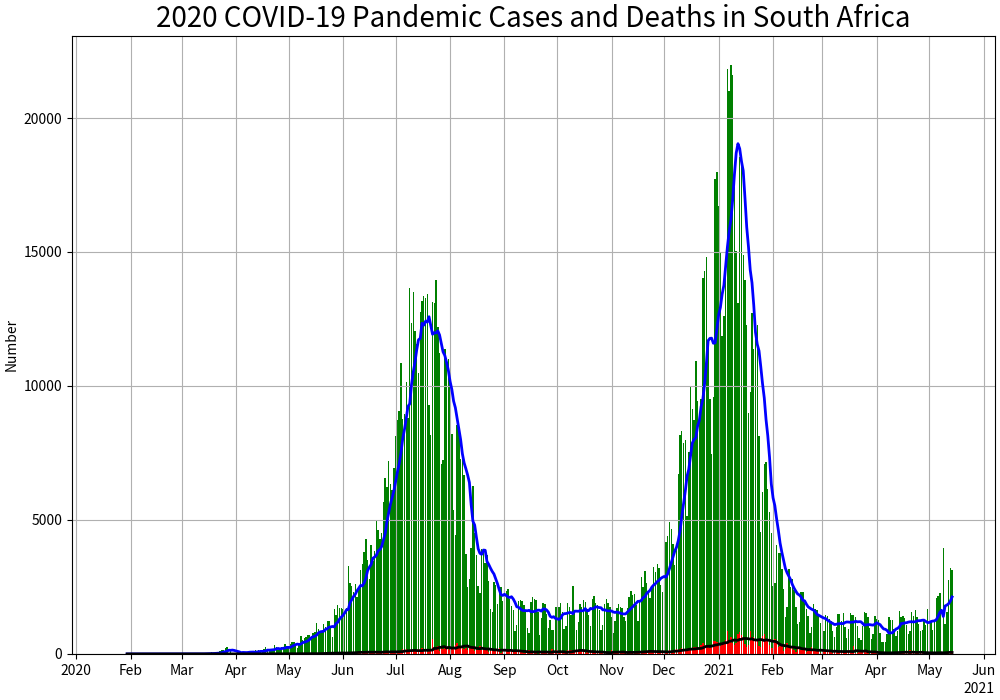 2020 COVID-19 Pandemic Cases and Deaths in South Africa
20000
15000
10000
5000
0
Number
2020 Feb Mar Apr May Jun Jul Aug Sep Oct Nov Dec 2021 Feb Mar Apr May Jun
2021